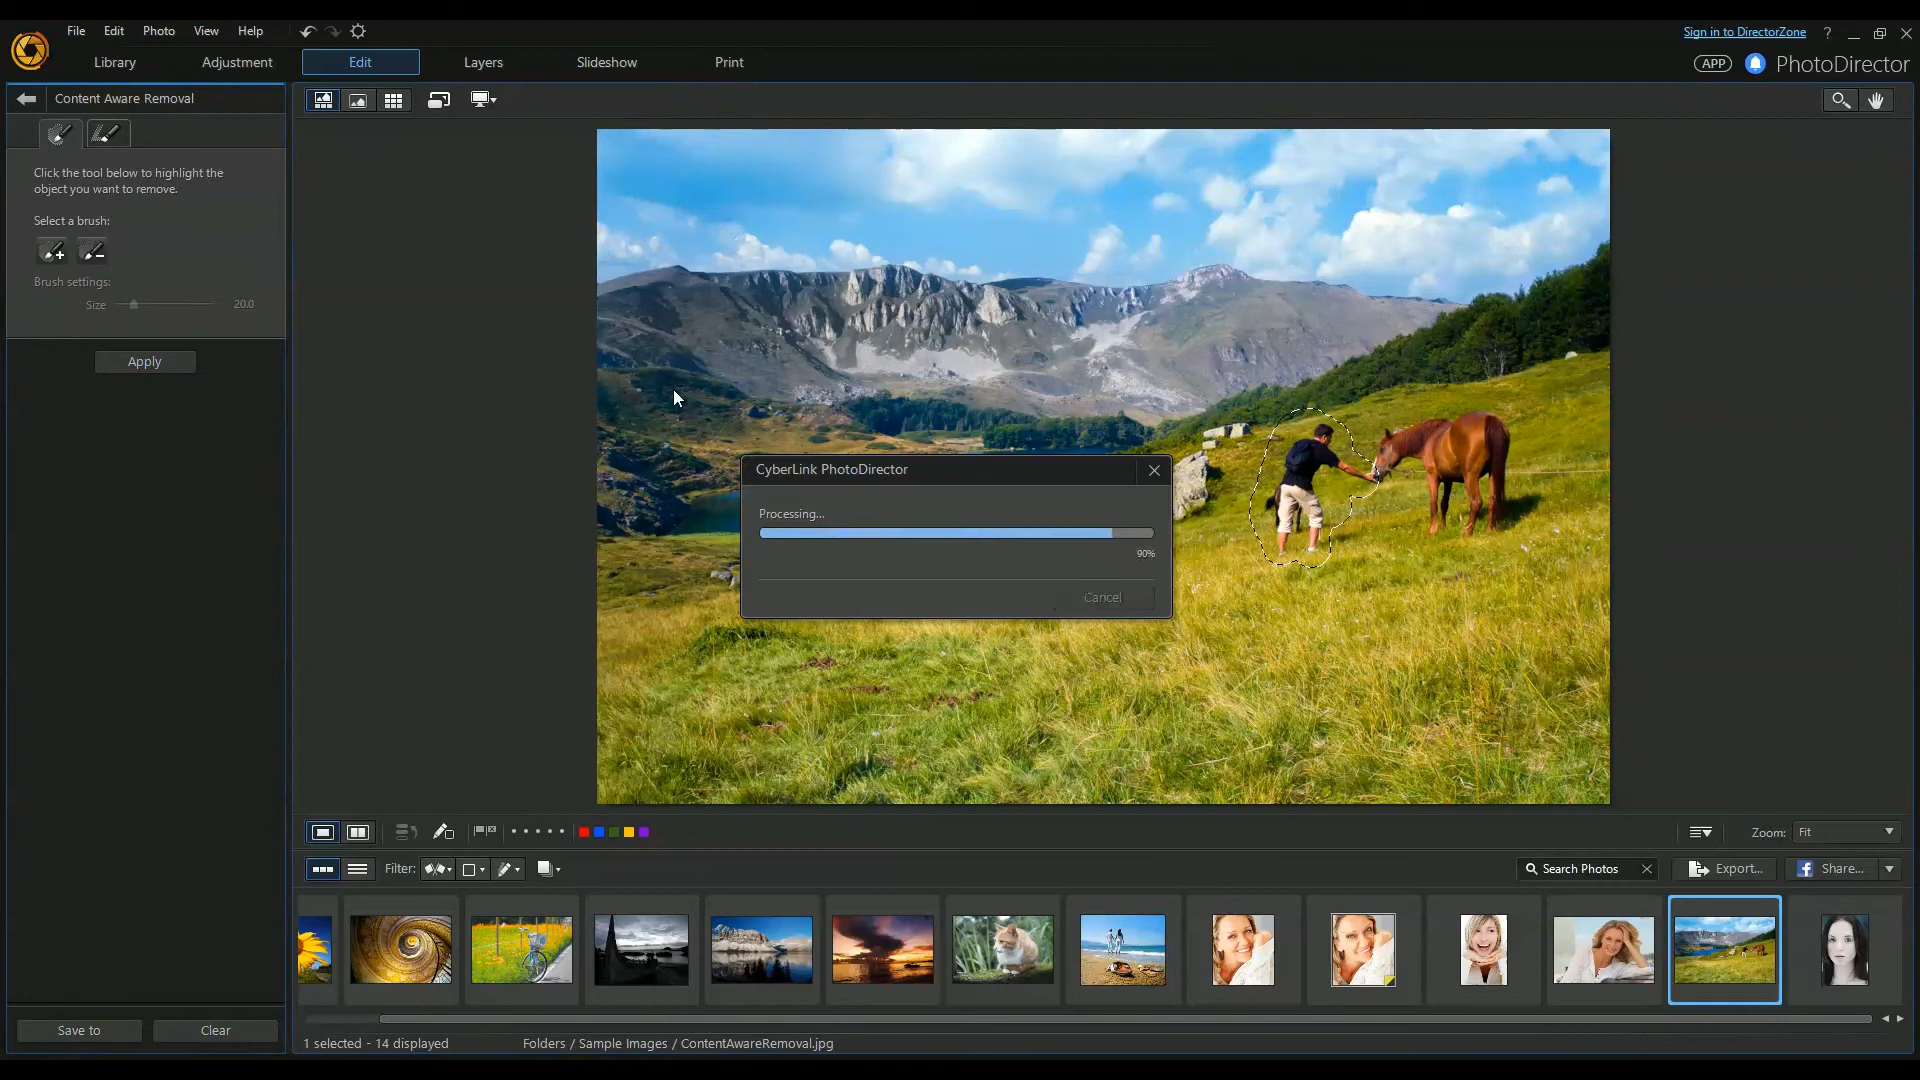 File Edit Photo View Help
Sign in to DirectorZone ?
Library Adjustment Edit Layers Slideshow Print
APP PhotoDirector
Content Aware Removal
Click the tool below to highlight the
object you want to remove.
Select a brush:
Brush settings:
Size 20.0
Apply
CyberLink PhotoDirector
Processing...
90%
Cancel
Zoom: Fit
Filter:
Search Photos
Export...
Share...
Save to Clear
1 selected - 14 displayed
Folders / Sample Images / ContentAwareRemoval.jpg